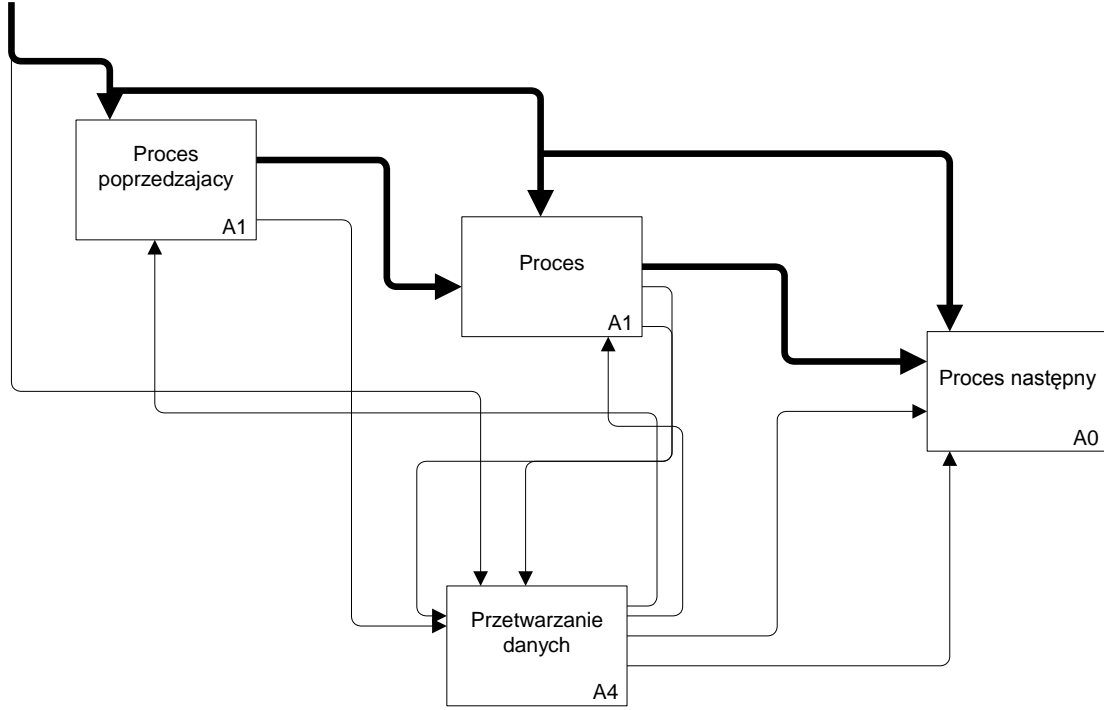 Proces
poprzedzajacy
A1
Proces
A1
Proces następny
A0
Przetwarzanie
danych
A4